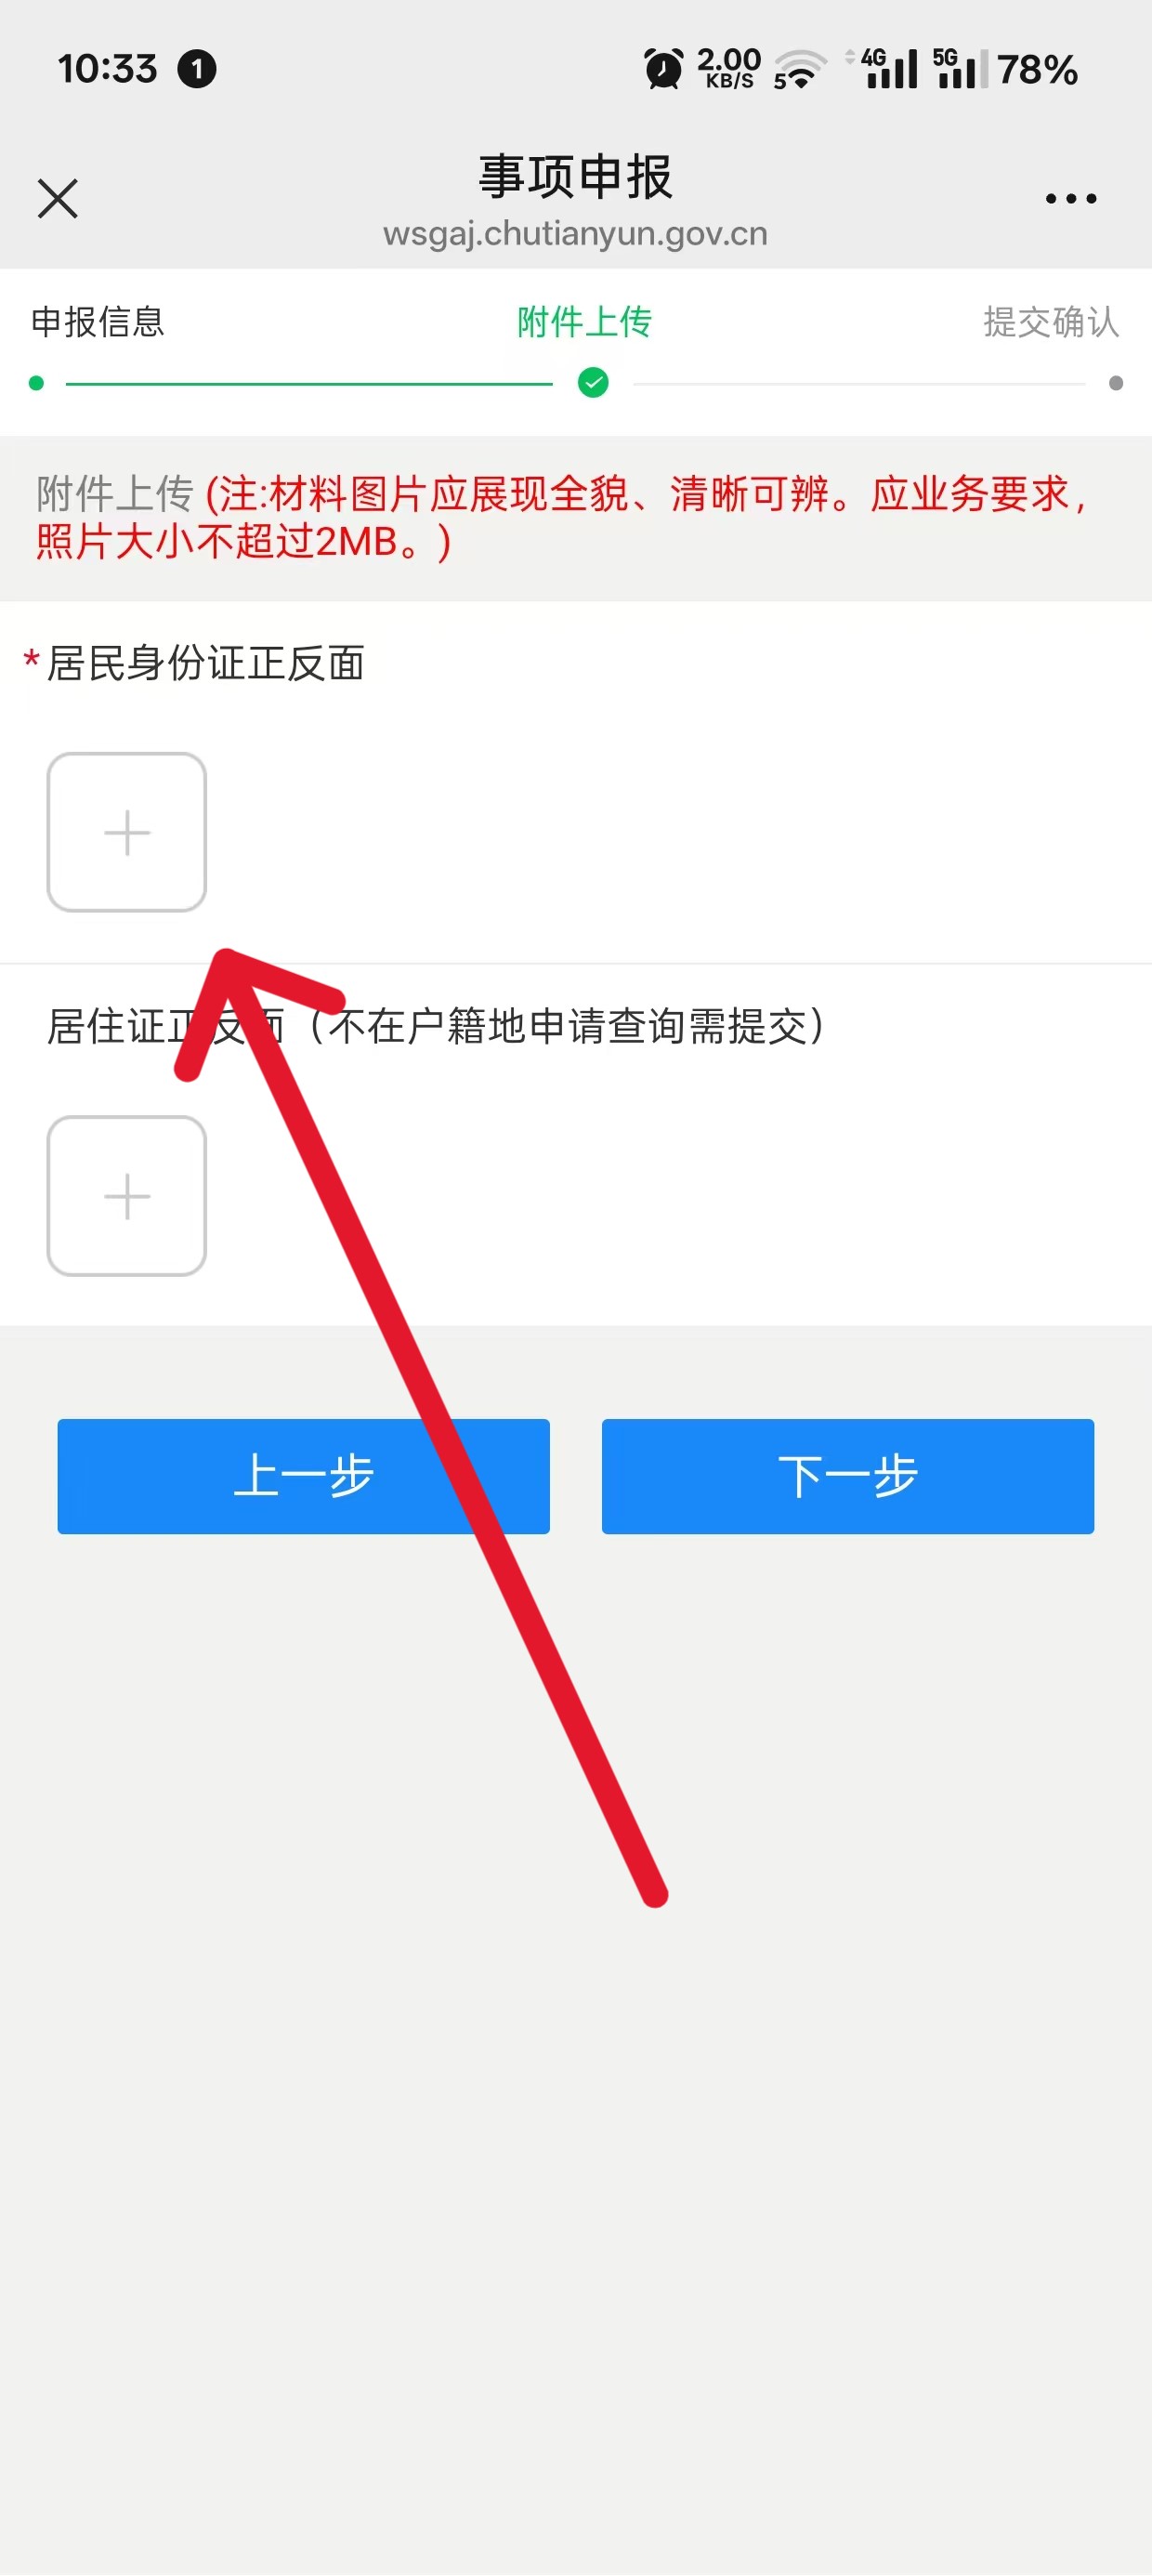 10:33 1 2.00 KB/S 5 4G 5G 78%
事项申报
wsgaj.chutianyun.gov.cn
申报信息 附件上传 提交确认
附件上传 (注:材料图片应展现全貌、清晰可辨。应业务要求,
照片大小不超过2MB。)
*居民身份证正反面
居住证正反面（不在户籍地申请查询需提交）
上一步 下一步